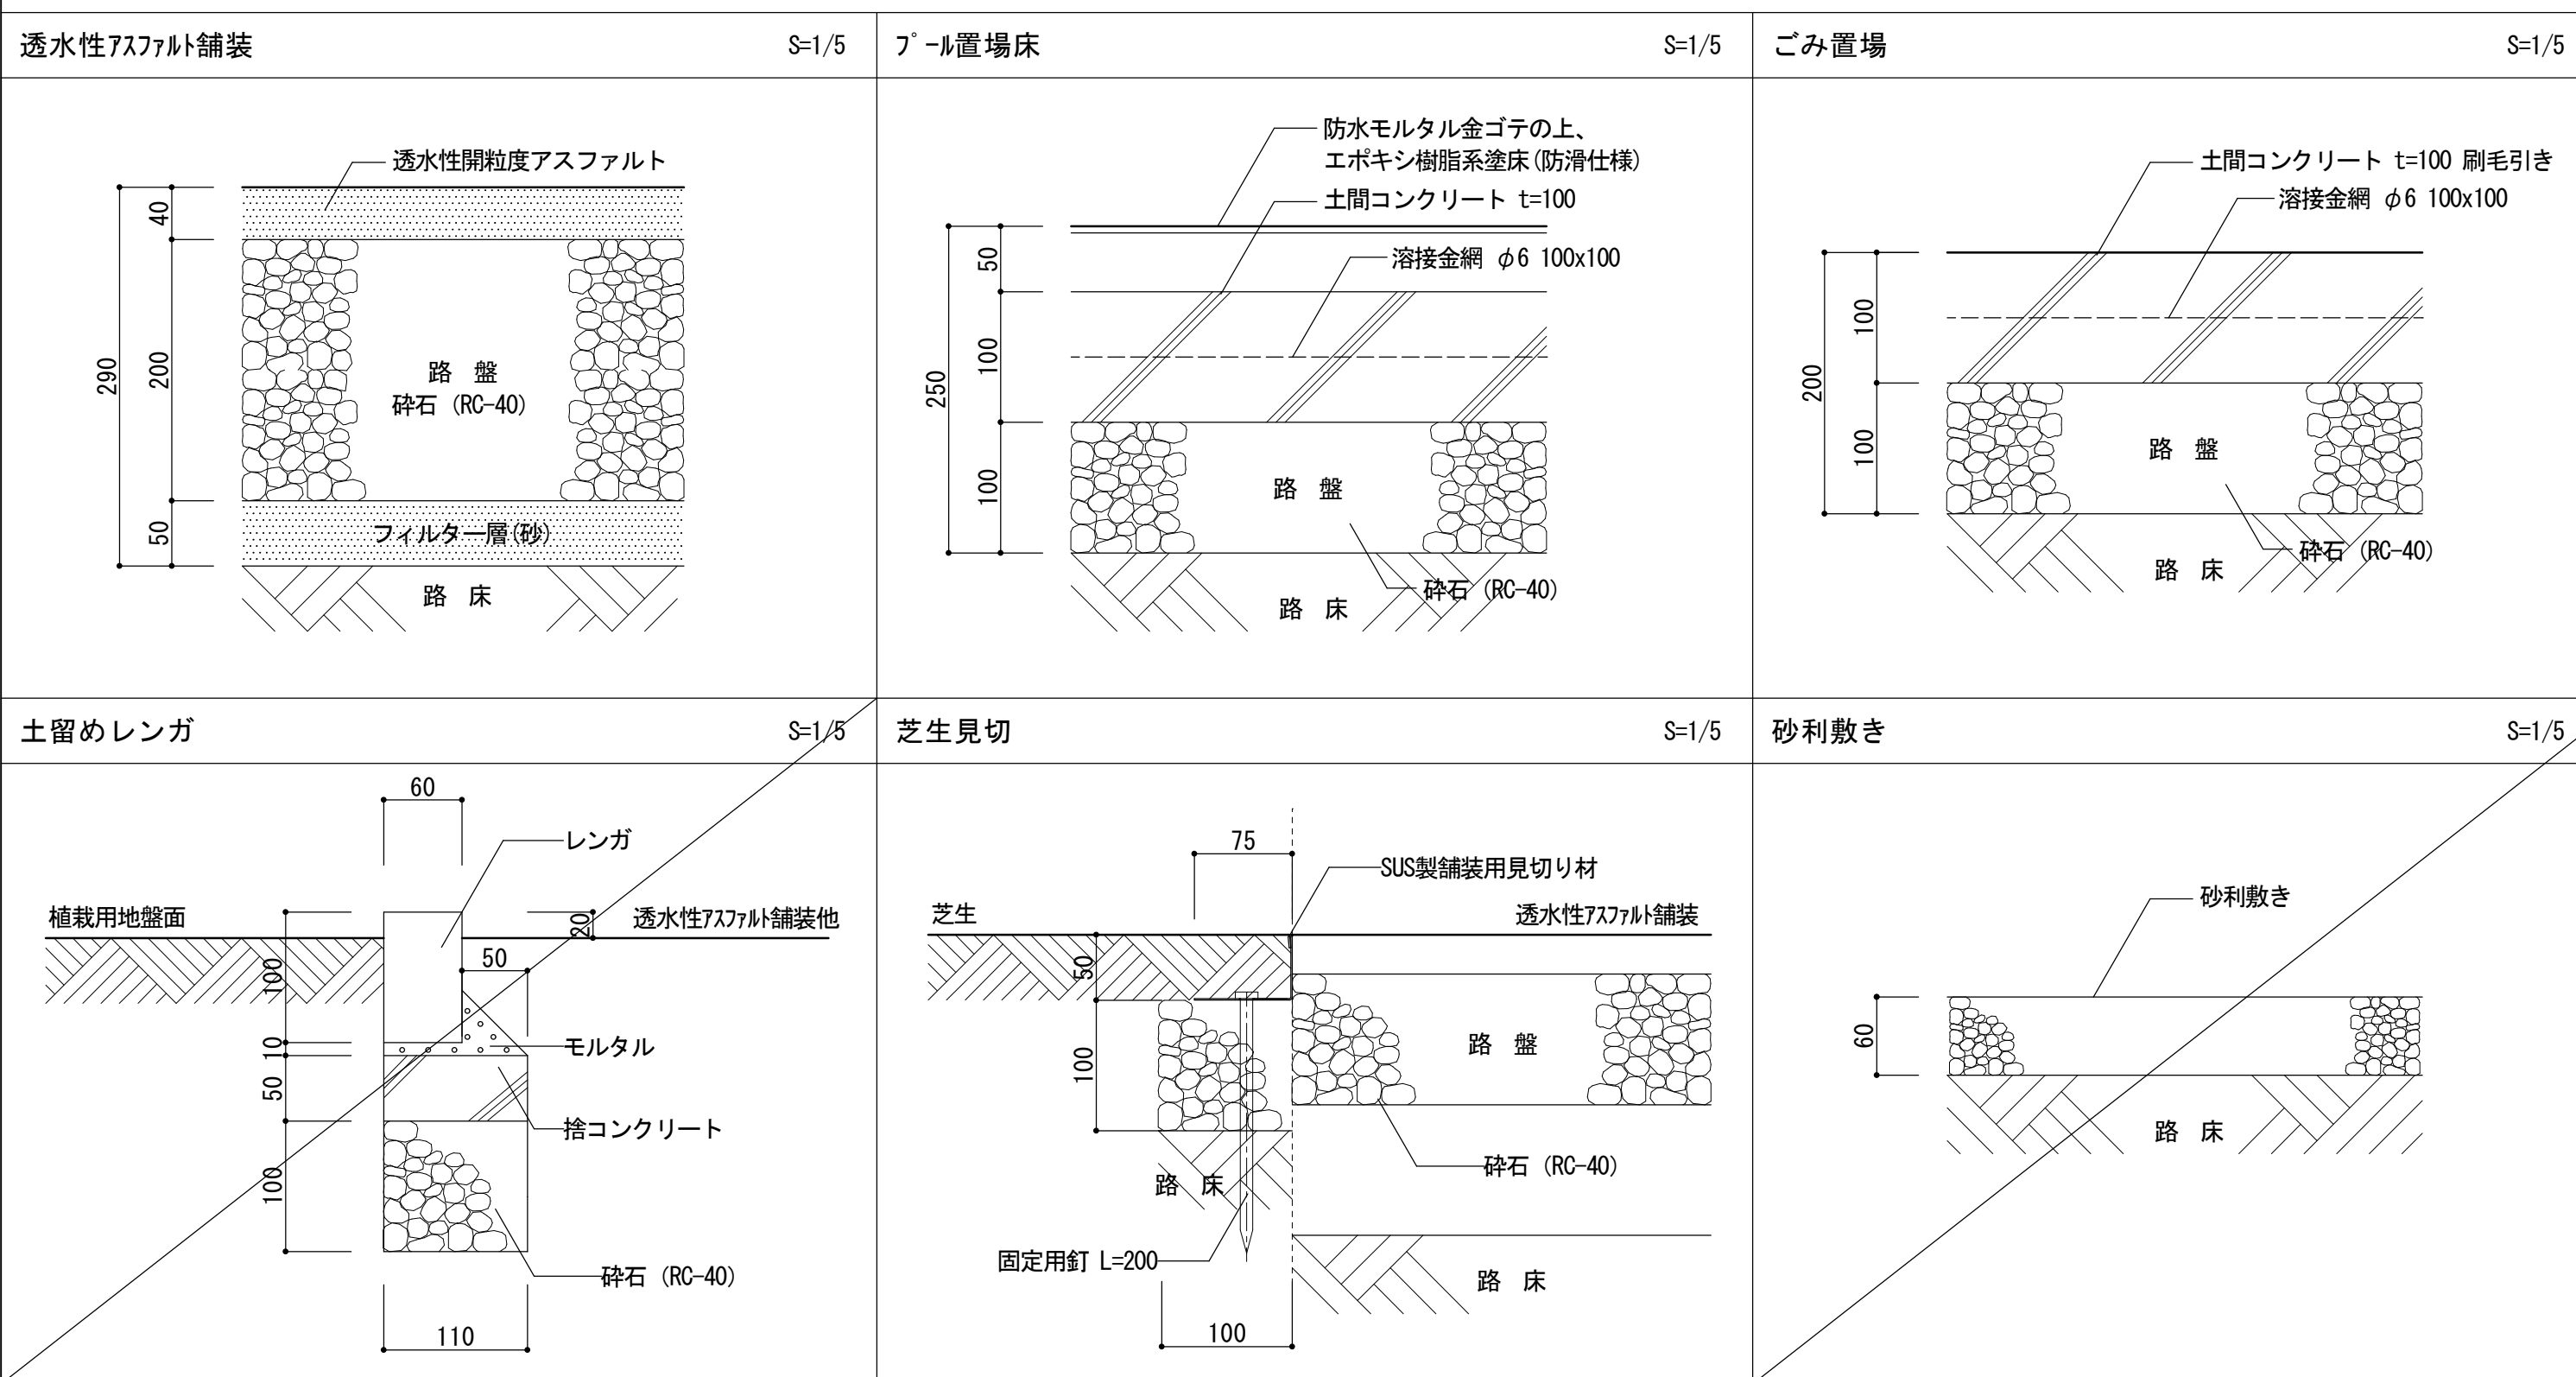 透水性ｱｽﾌｧﾙﾄ舗装 S=1/5
透水性開粒度アスファルト
40
200
290
50
路 盤
砕石 (RC-40)
フィルター層(砂)
路 床
ﾌﾟｰﾙ置場床 S=1/5
防水モルタル金ゴテの上、
エポキシ樹脂系塗床(防滑仕様)
土間コンクリート t=100
溶接金網 φ6 100x100
50
100
250
100
路 盤
砕石 (RC-40)
路 床
ごみ置場 S=1/5
土間コンクリート t=100 刷毛引き
溶接金網 φ6 100x100
100
200
100
路 盤
砕石 (RC-40)
路 床
土留めレンガ S=1/5
60
レンガ
植栽用地盤面
20
透水性ｱｽﾌｧﾙﾄ舗装他
50
100
10
モルタル
50
捨コンクリート
100
砕石 (RC-40)
110
芝生見切 S=1/5
75
SUS製舗装用見切り材
芝生
透水性ｱｽﾌｧﾙﾄ舗装
50
100
路 盤
砕石 (RC-40)
路 床
固定用釘 L=200
路 床
100
砂利敷き S=1/5
砂利敷き
60
路 床